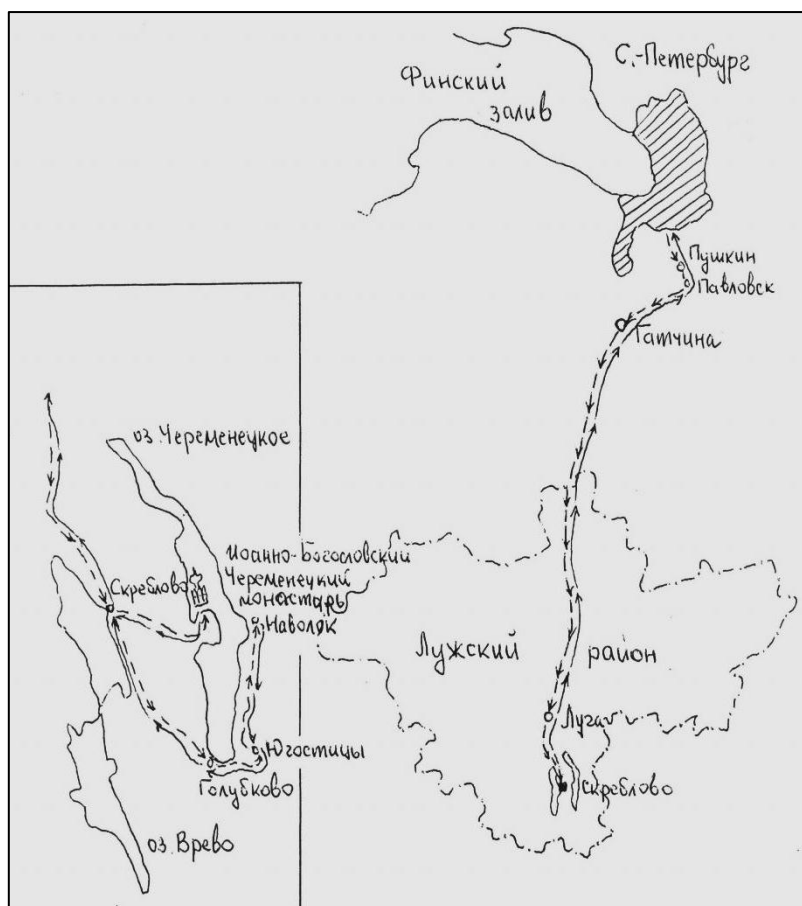 С.-Петербург
Финский
залив
Пушкин
Павловск
Гатчина
Лужский район
Луга
Скреблово
оз. Череменецкое
Иоанно-Богословский
Череменецкий
монастарь
Скреблово
Наволок
Югостицы
Голубково
оз. Врево